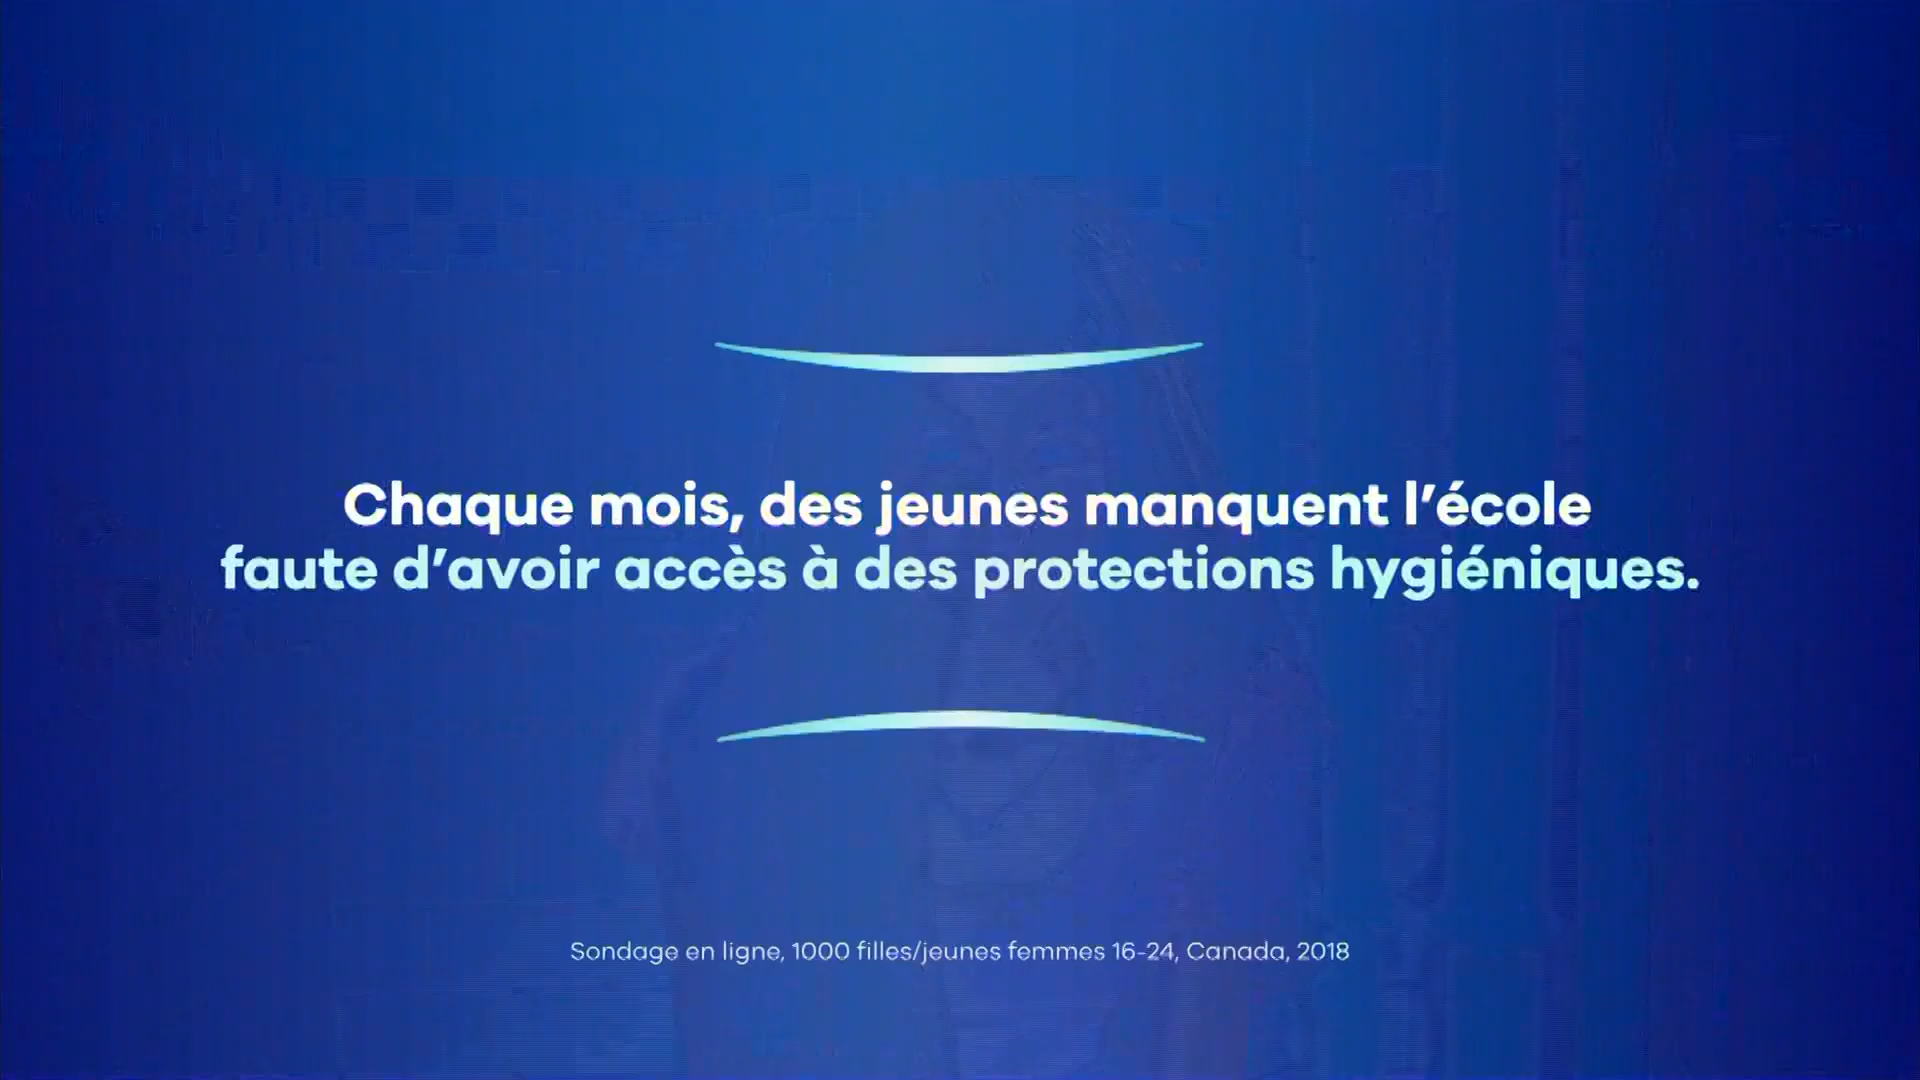 Chaque mois, des jeunes manquent l’école
faute d’avoir accès à des protections hygiéniques.
Sondage en ligne, 1000 filles/jeunes femmes 16-24, Canada, 2018